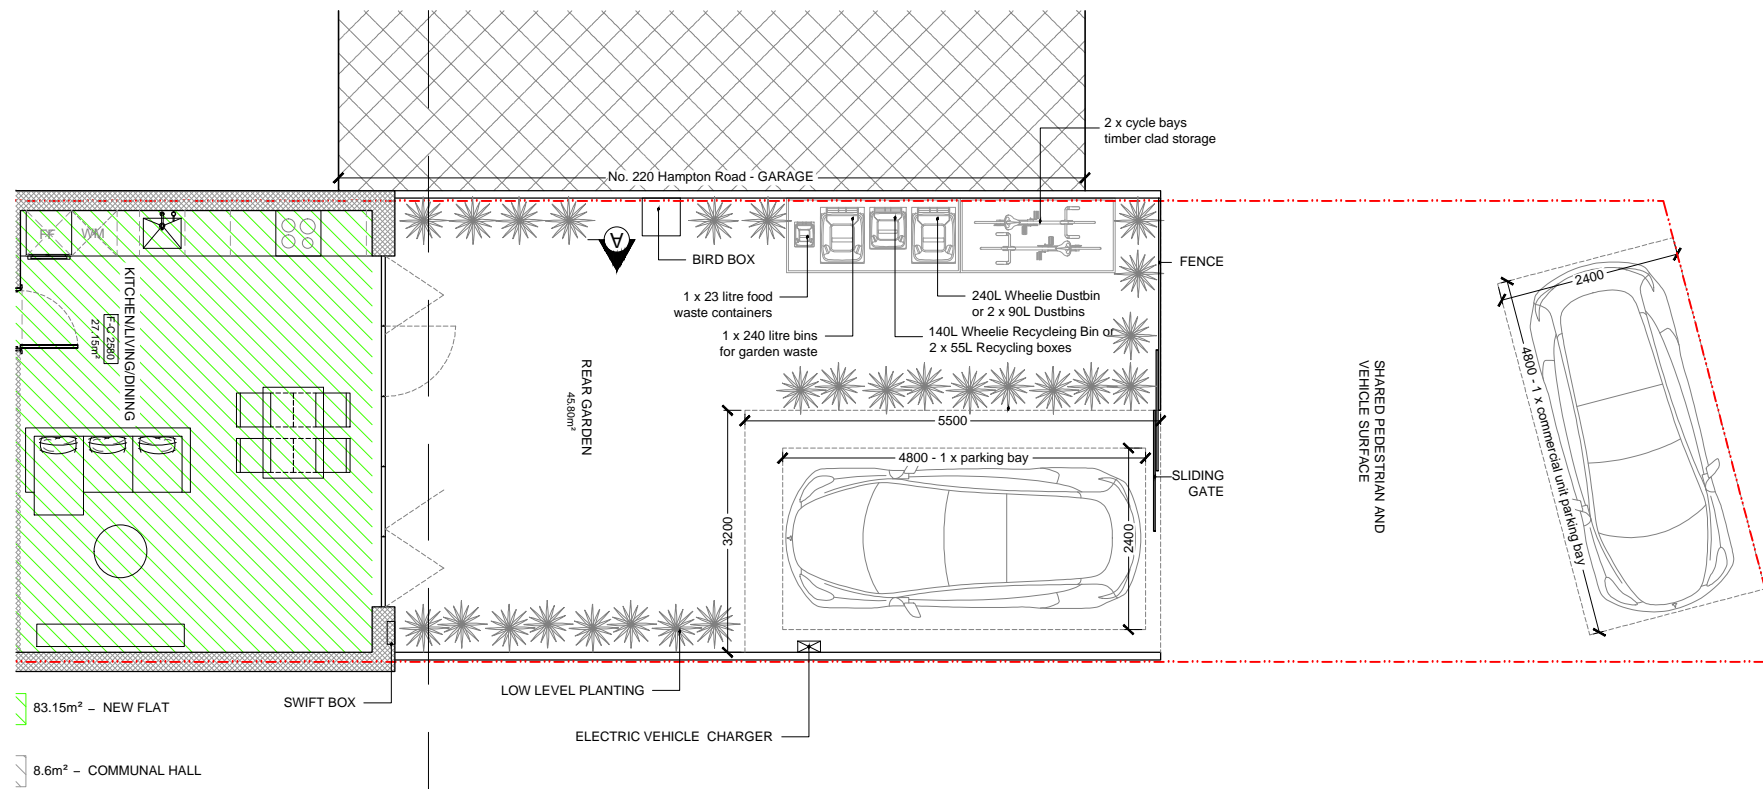 2 x cycle bays
timber clad storage
No. 220 Hampton Road - GARAGE
FF
WM
A
BIRD BOX
FENCE
1 x 23 litre food
waste containers
240L Wheelie Dustbin
or 2 x 90L Dustbins
1 x 240 litre bins
for garden waste
140L Wheelie Recycleing Bin or
2 x 55L Recycling boxes
KITCHEN/LIVING/DINING
F-C 2580
27.15m²
REAR GARDEN
45.80m²
5500
4800 - 1 x parking bay
3200
2400
SLIDING
GATE
SHARED PEDESTRIAN AND
VEHICLE SURFACE
2400
4800 - 1 x commercial unit parking bay
LOW LEVEL PLANTING
SWIFT BOX
ELECTRIC VEHICLE CHARGER
83.15m² – NEW FLAT
8.6m² – COMMUNAL HALL